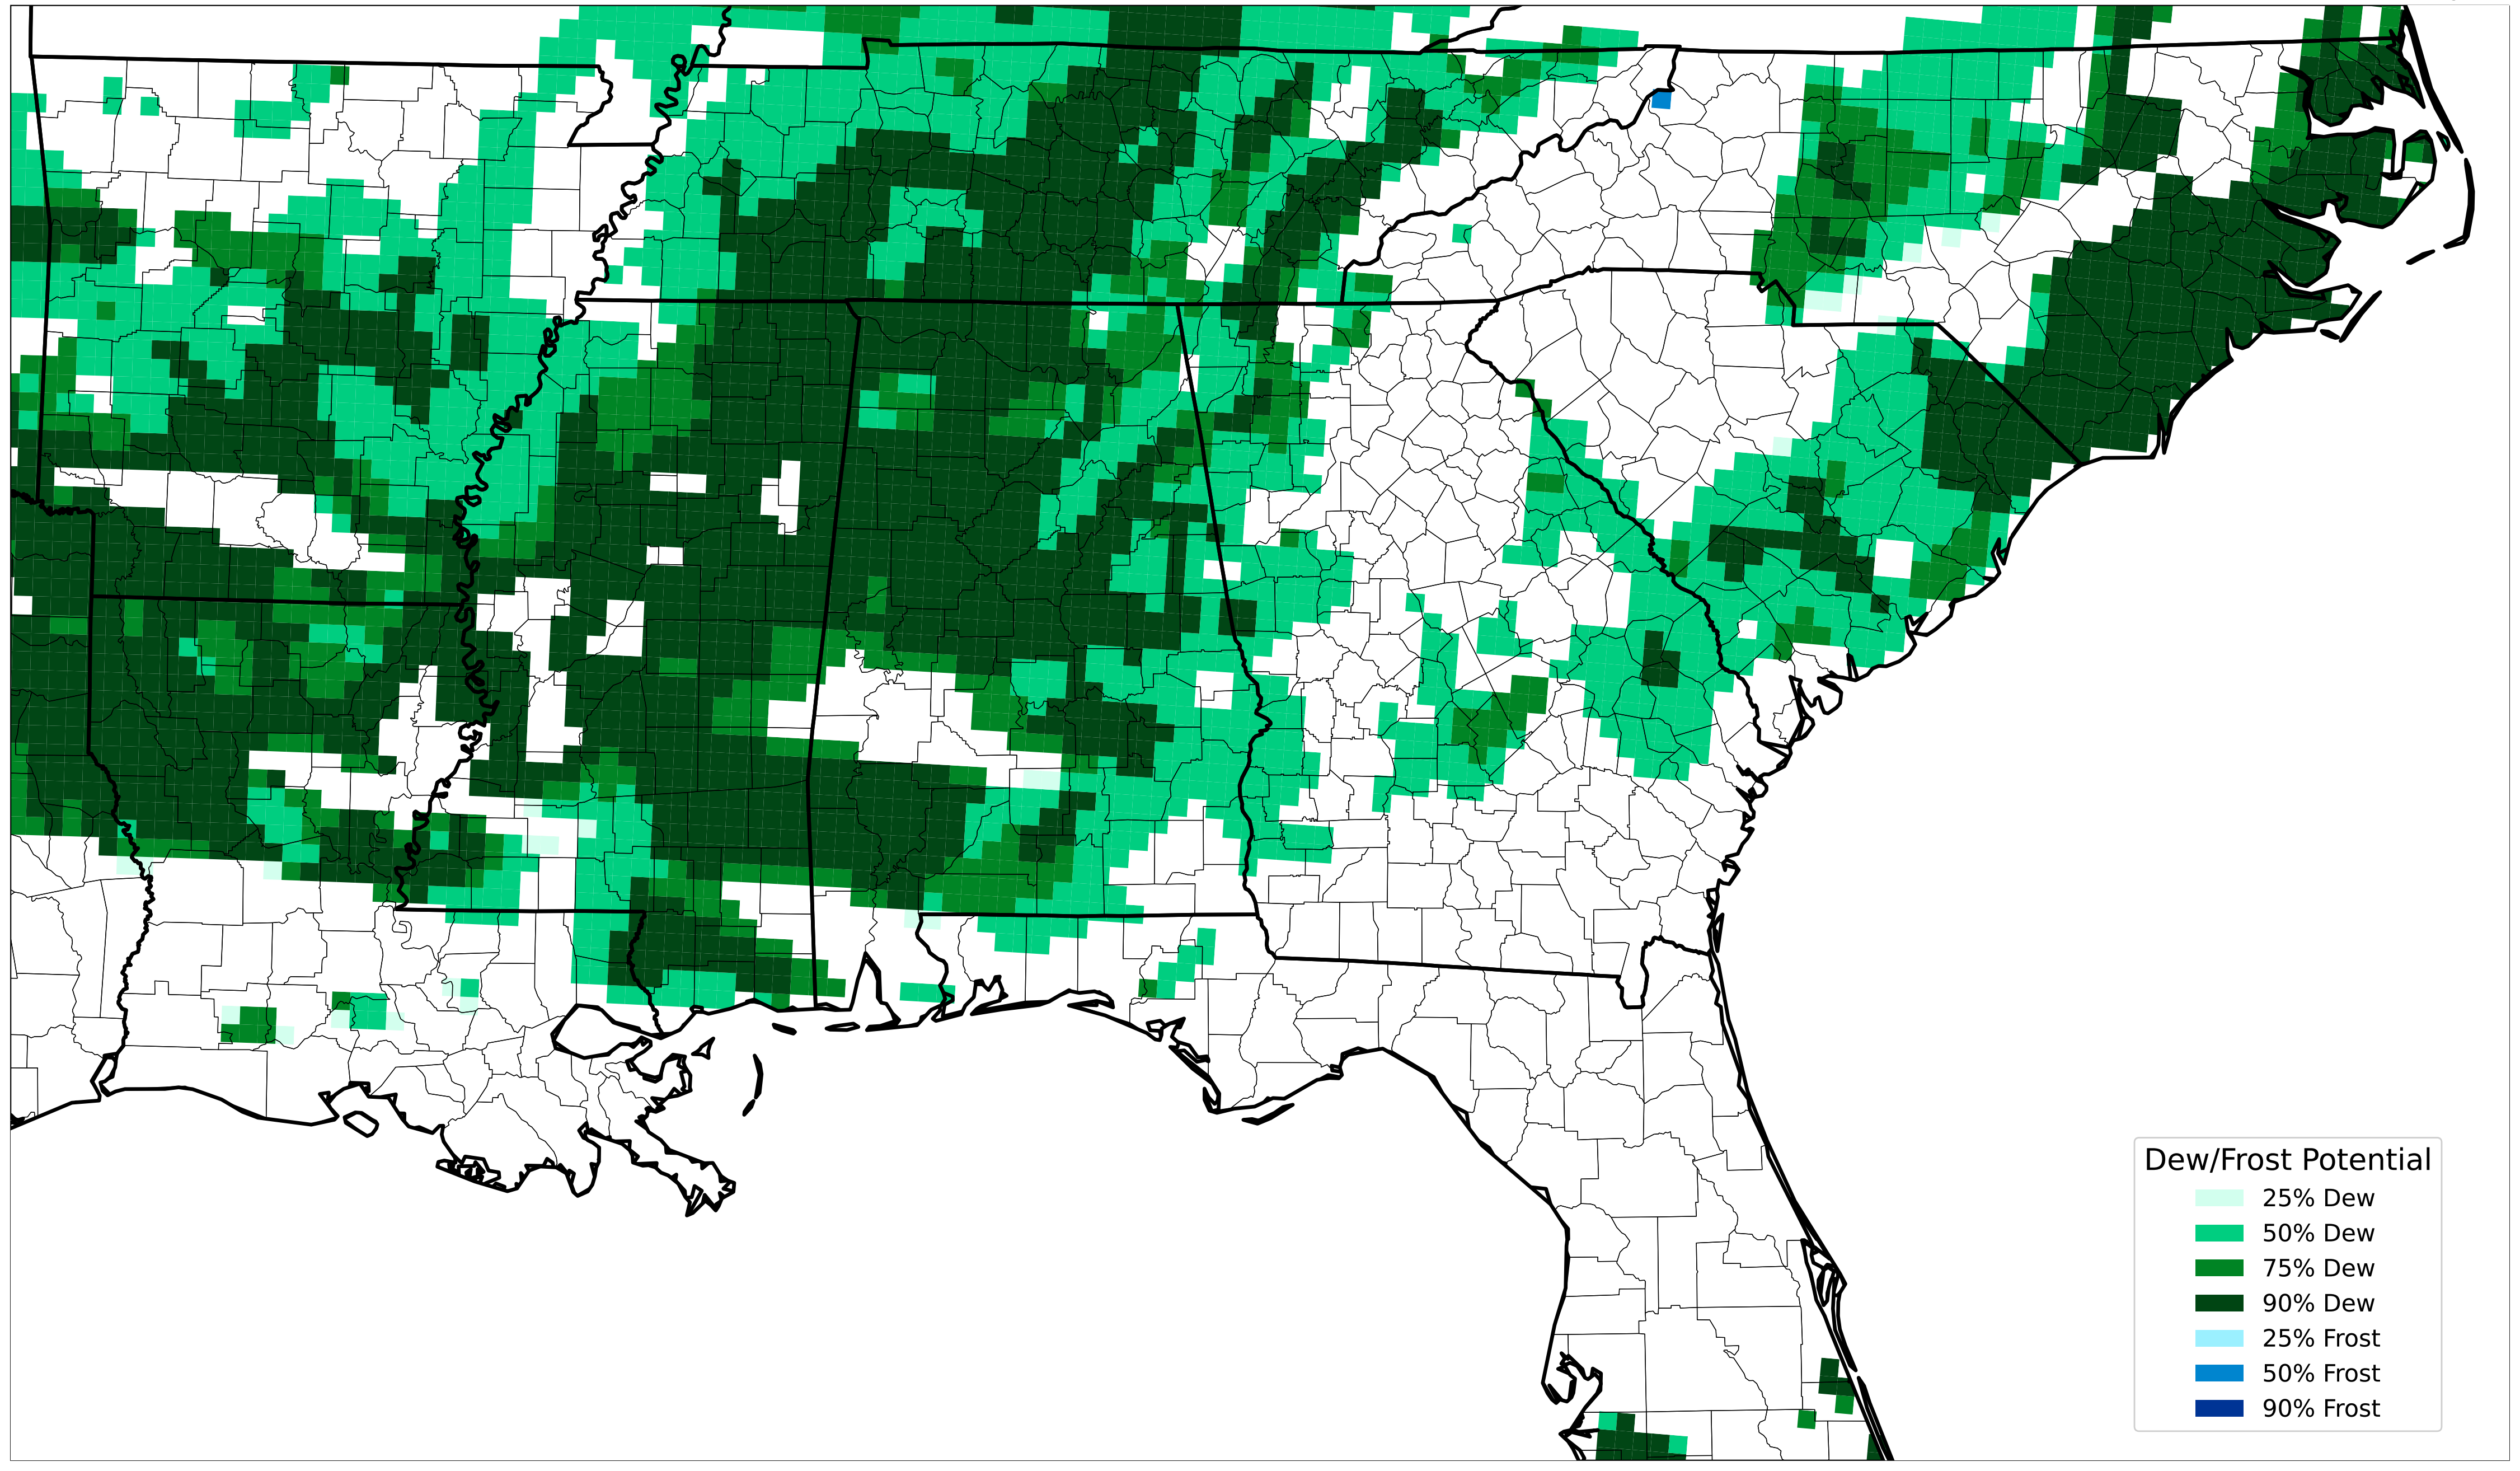 Dew/Frost Potential
25% Dew
50% Dew
75% Dew
90% Dew
25% Frost
50% Frost
90% Frost